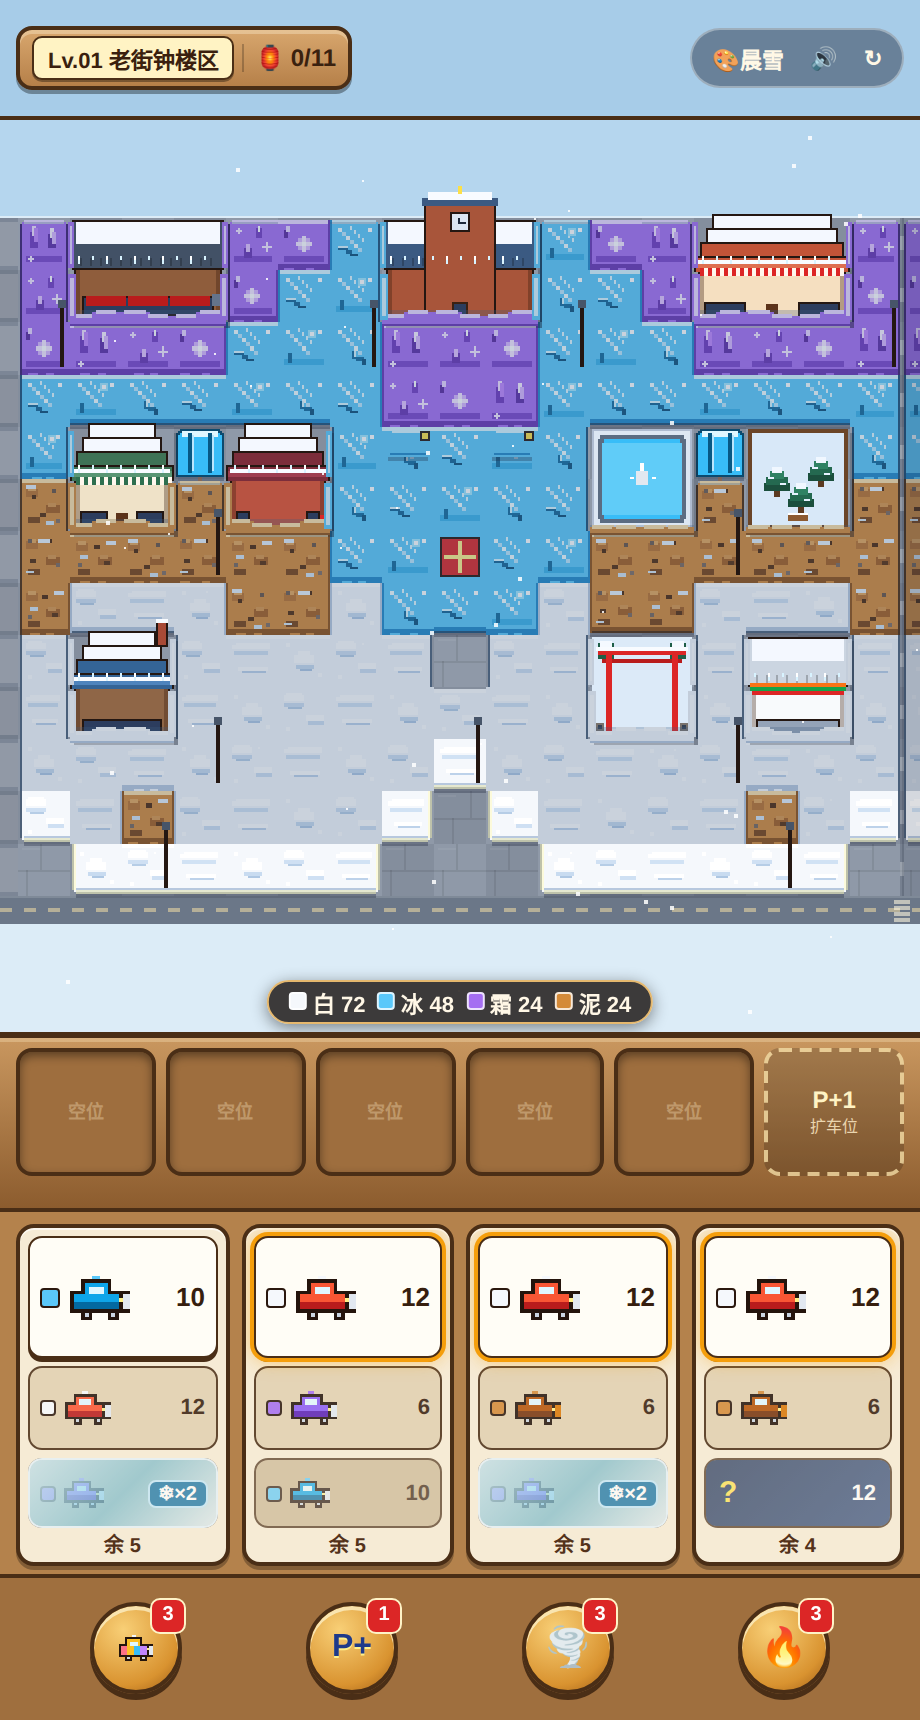 Lv.01 老街钟楼区 0/11 晨雪
白 72 冰 48 霜 24 泥 24
空位 空位 空位 空位 空位 P+1
扩车位
10 12 12 12
12 6 6 6
❄×2 10 ❄×2 ? 12
余 5 余 5 余 5 余 4
3 1 3 3
P+